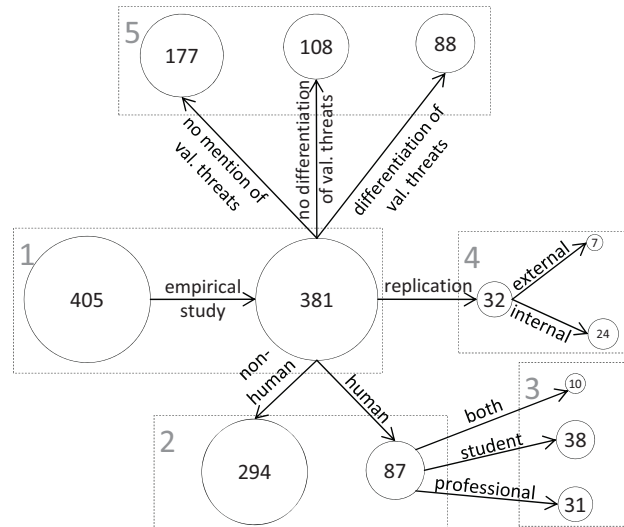 5
177
108
88
no mention of
val. threats
no differentiation
of val. threats
differentiation of
val. threats
1
405
empirical
study
381
replication
4
32
external
7
internal
24
non-
human
human
2
294
87
3
both
10
student
38
professional
31